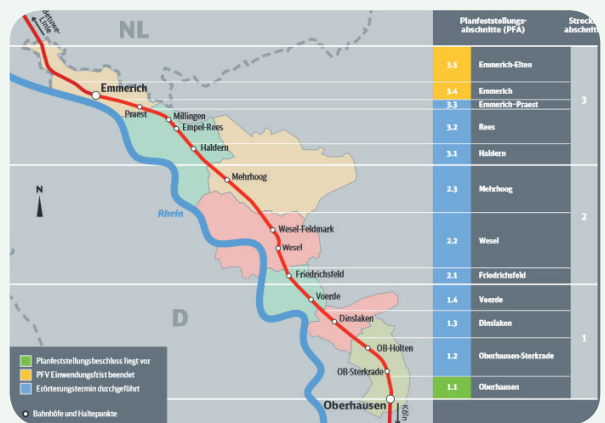 NL
Linie
Emmerich
Praest
Millingen
Empel-Rees
Haldern
Mehrhoog
Rhein
N
Wesel-Feldmark
Wesel
Friedrichsfeld
Voerde
D
Dinslaken
OB-Holten
OB-Sterkrade
Oberhausen
Köln
Planfeststellungsbeschluss liegt vor
PFV Einwendungsfrist beendet
Erörterungstermin durchgeführt
Bahnhöfe und Haltepunkte
Planfeststellungs-
abschnitte (PFA)
Strecke
abschni
3.5 Emmerich-Elten
3.4 Emmerich
3.3 Emmerich-Praest
3.2 Rees
3.1 Haldern
3
2.3 Mehrhoog
2.2 Wesel
2.1 Friedrichsfeld
2
1.4 Voerde
1.3 Dinslaken
1.2 Oberhausen-Sterkrade
1.1 Oberhausen
1